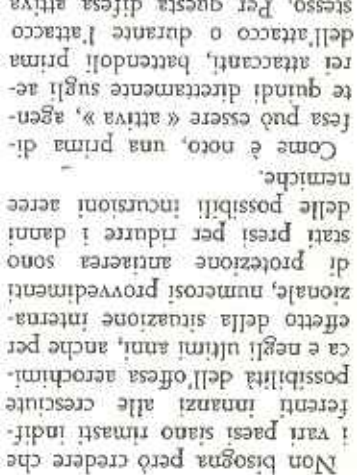 Non bisogna però credere che
i vari paesi siano rimasti indif-
ferenti innanzi alle cresciute
possibilità dell'offesa aerochimi-
ca e negli ultimi anni, anche per
effetto della situazione interna-
zionale, numerosi provvedimenti
di protezione antiaerea sono
stati presi per ridurre i danni
delle possibili incursioni aeree
nemiche.
Come è noto, una prima di-
fesa può essere « attiva », agen-
te quindi direttamente sugli ae-
rei attaccanti, battendoli prima
dell'attacco o durante l'attacco
stesso. Per questa difesa attiva